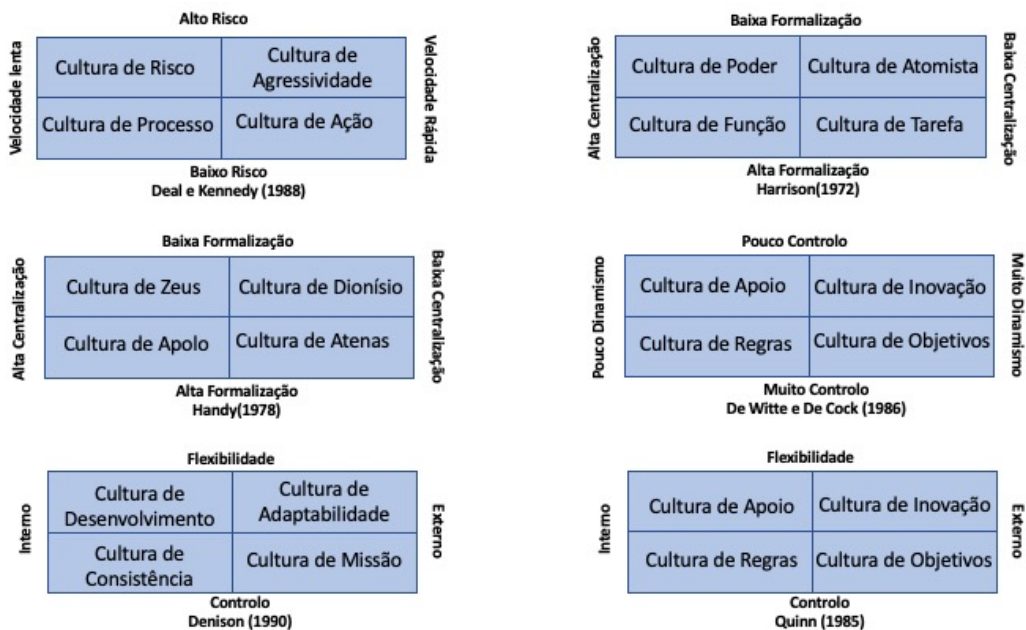 Alto Risco
Velocidade lenta
Cultura de Risco
Cultura de
Agressividade
Cultura de Processo
Cultura de Ação
Velocidade Rápida
Baixo Risco
Deal e Kennedy (1988)
Baixa Formalização
Alta Centralização
Cultura de Poder
Cultura de Atomista
Cultura de Função
Cultura de Tarefa
Baixa Centralização
Alta Formalização
Harrison(1972)
Baixa Formalização
Alta Centralização
Cultura de Zeus
Cultura de Dionísio
Cultura de Apolo
Cultura de Atenas
Baixa Centralização
Alta Formalização
Handy(1978)
Pouco Controlo
Pouco Dinamismo
Cultura de Apoio
Cultura de Inovação
Cultura de Regras
Cultura de Objetivos
Muito Dinamismo
Muito Controlo
De Witte e De Cock (1986)
Flexibilidade
Interno
Cultura de
Desenvolvimento
Cultura de
Adaptabilidade
Cultura de
Consistência
Cultura de Missão
Externo
Controlo
Denison (1990)
Flexibilidade
Interno
Cultura de Apoio
Cultura de Inovação
Cultura de Regras
Cultura de Objetivos
Externo
Controlo
Quinn (1985)